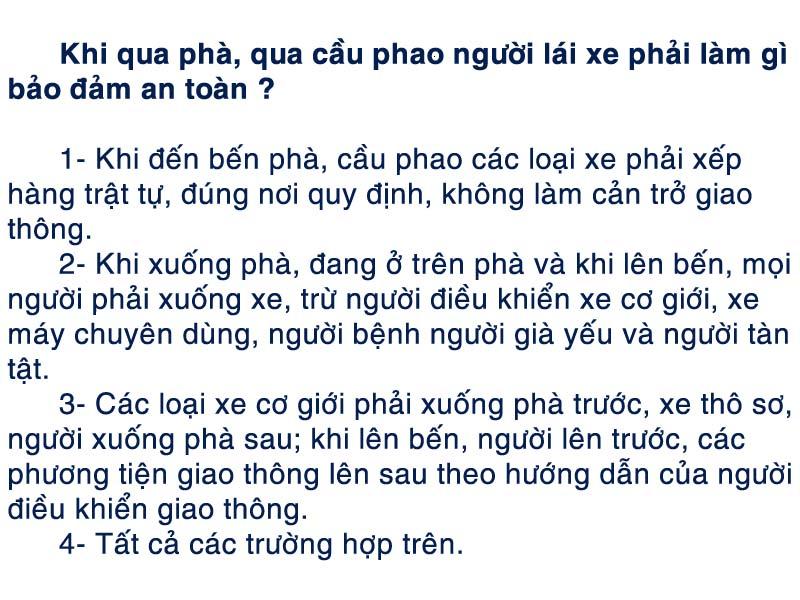 Khi qua phà, qua cầu phao người lái xe phải làm gì
bảo đảm an toàn ?
1- Khi đến bến phà, cầu phao các loại xe phải xếp
hàng trật tự, đúng nơi quy định, không làm cản trở giao
thông.
2- Khi xuống phà, đang ở trên phà và khi lên bến, mọi
người phải xuống xe, trừ người điều khiển xe cơ giới, xe
máy chuyên dùng, người bệnh người già yếu và người tàn
tật.
3- Các loại xe cơ giới phải xuống phà trước, xe thô sơ,
người xuống phà sau; khi lên bến, người lên trước, các
phương tiện giao thông lên sau theo hướng dẫn của người
điều khiển giao thông.
4- Tất cả các trường hợp trên.